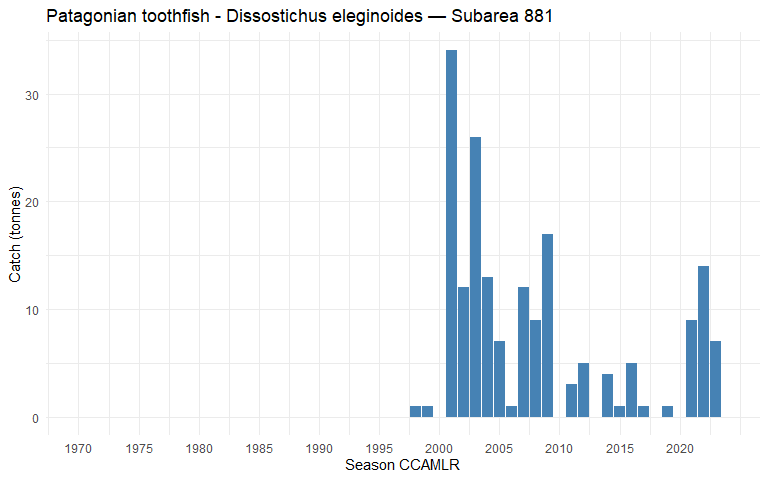 Patagonian toothfish - Dissostichus eleginoides — Subarea 881
Catch (tonnes)
30
20
10
0
1970 1975 1980 1985 1990 1995 2000 2005 2010 2015 2020
Season CCAMLR